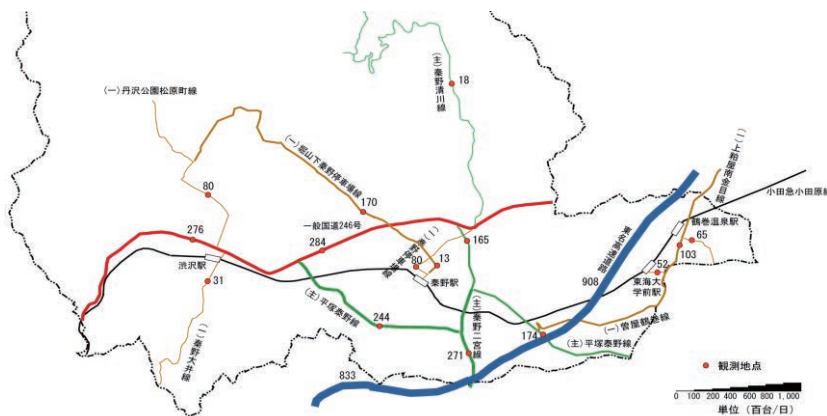 (一)丹沢公園松原町線
(主)秦野清川線
18
(一)堀山下秦野停車場線
(一)上粕屋南金目線
小田急小田原線
80
170
276
一般国道246号
284
165
東名高速道路
鶴巻温泉駅
65
渋沢駅
31
80
13
秦野駅
908
52
103
東海大
学前駅
(主)平塚秦野線
244
(主)秦野二宮線
174
(一)曽屋鶴巻線
(主)平塚秦野線
(一)秦野大井線
271
833
観測地点
0 100 200 400 600 800 1,000
単位(百台/日)